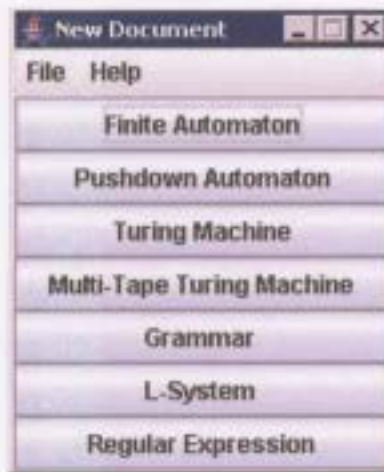 New Document
File Help
Finite Automaton
Pushdown Automaton
Turing Machine
Multi-Tape Turing Machine
Grammar
L-System
Regular Expression